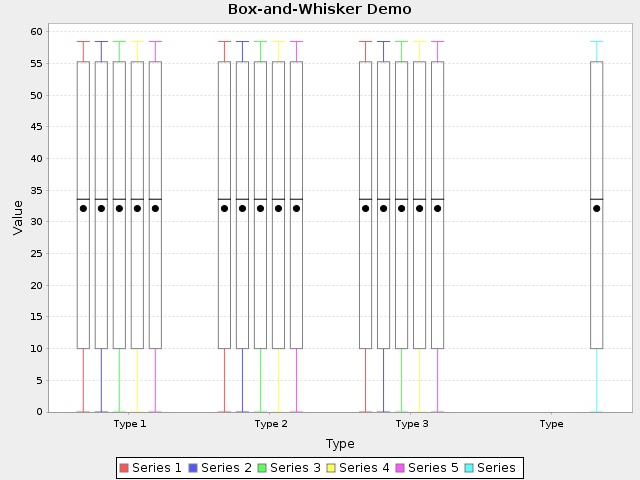 Box-and-Whisker Demo
60
55
50
45
40
35
30
25
20
15
10
5
0
Value
Type 1 Type 2 Type 3 Type
Type
Series 1 Series 2 Series 3 Series 4 Series 5 Series